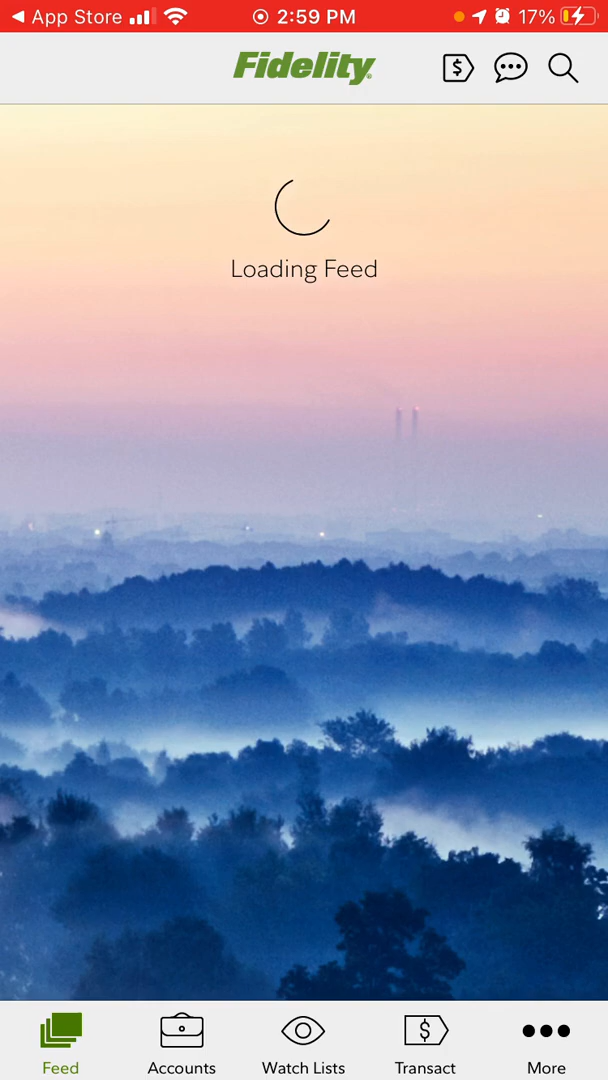 App Store 2:59 PM 17%
Fidelity
Loading Feed
Feed Accounts Watch Lists Transact More